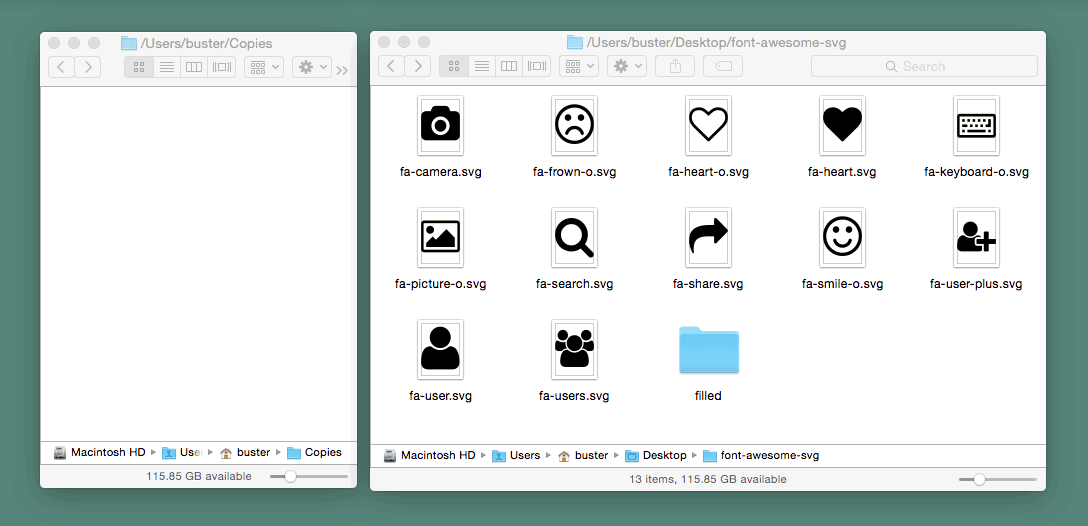 /Users/buster/Copies
Macintosh HD Use buster Copies
115.85 GB available
/Users/buster/Desktop/font-awesome-svg
Search
fa-camera.svg fa-frown-o.svg fa-heart-o.svg fa-heart.svg fa-keyboard-o.svg
fa-picture-o.svg fa-search.svg fa-share.svg fa-smile-o.svg fa-user-plus.svg
fa-user.svg fa-users.svg filled
Macintosh HD Users buster Desktop font-awesome-svg
13 items, 115.85 GB available